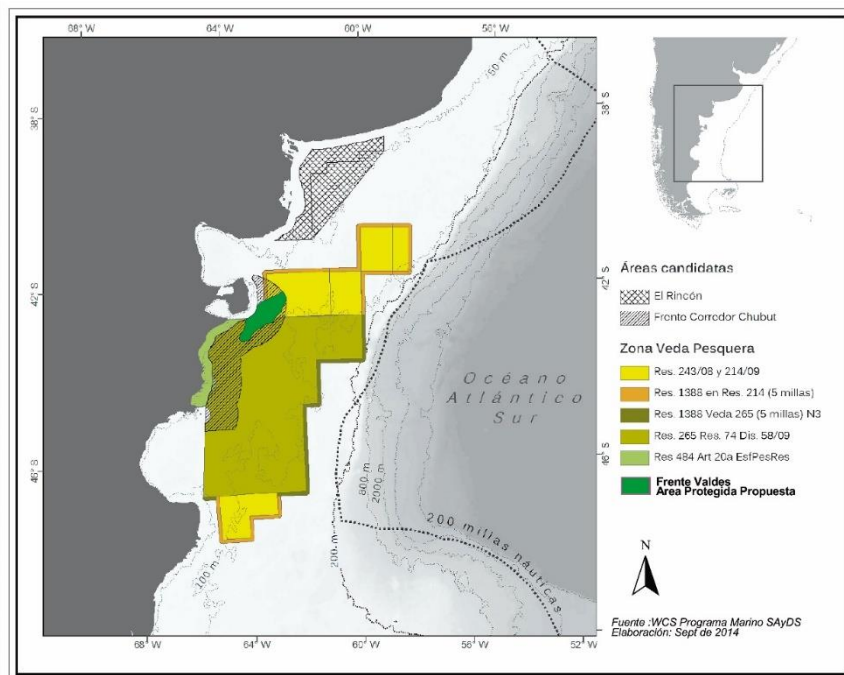 68° W
64° W
60° W
56° W
50 m
38° S
38° S
42° S
42° S
46° S
46° S
Océano
Atlántico
Sur
800 m
2000 m
200 m
100 m
200 millas náuticas
68° W
64° W
60° W
56° W
52° W
Áreas candidatas
El Rincón
Frente Corredor Chubut
Zona Veda Pesquera
Res. 243/08 y 214/09
Res. 1388 en Res. 214 (5 millas)
Res. 1388 Veda 265 (5 millas) N3
Res. 265 Res. 74 Dis. 58/09
Res 484 Art 20a EsfPesRes
Frente Valdes
Area Protegida Propuesta
N
Fuente :WCS Programa Marino SAyDS
Elaboración: Sept de 2014